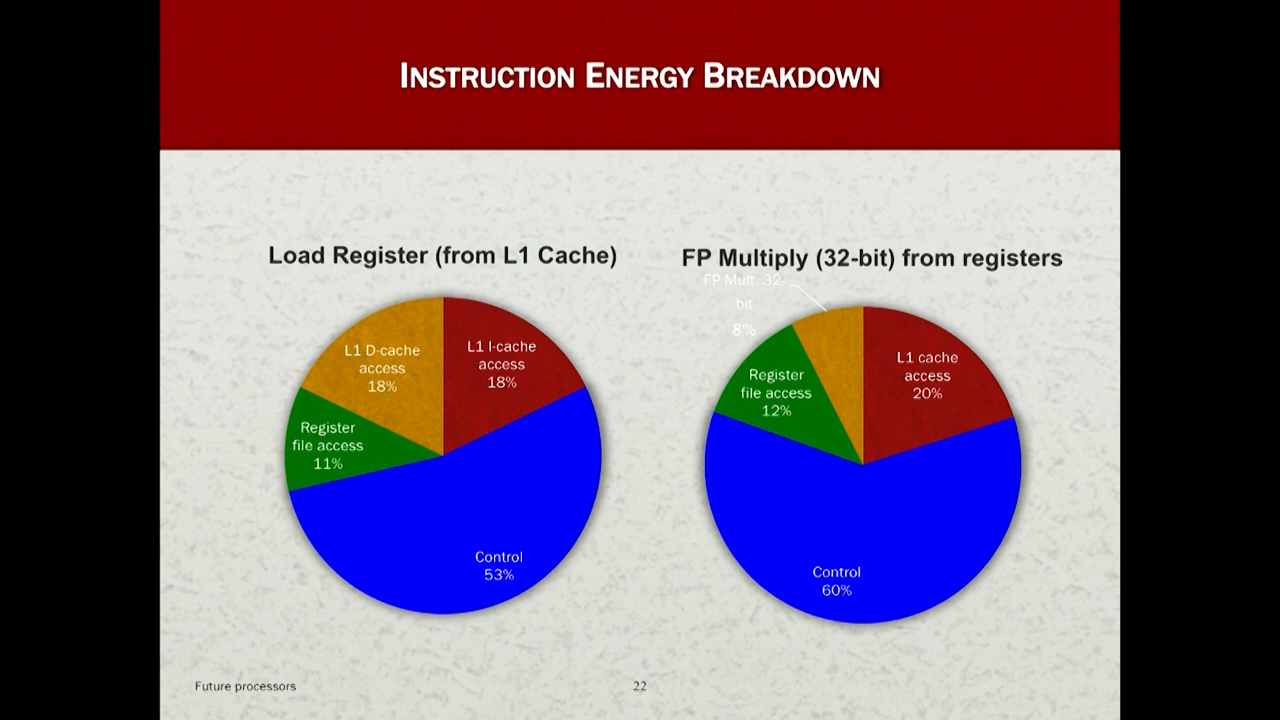 INSTRUCTION ENERGY BREAKDOWN
Load Register (from L1 Cache)
L1 D-cache
access
18%
L1 I-cache
access
18%
Register
file access
11%
Control
53%
FP Multiply (32-bit) from registers
FP Mult. 32-
bit
8%
L1 cache
access
20%
Register
file access
12%
Control
60%
Future processors
22